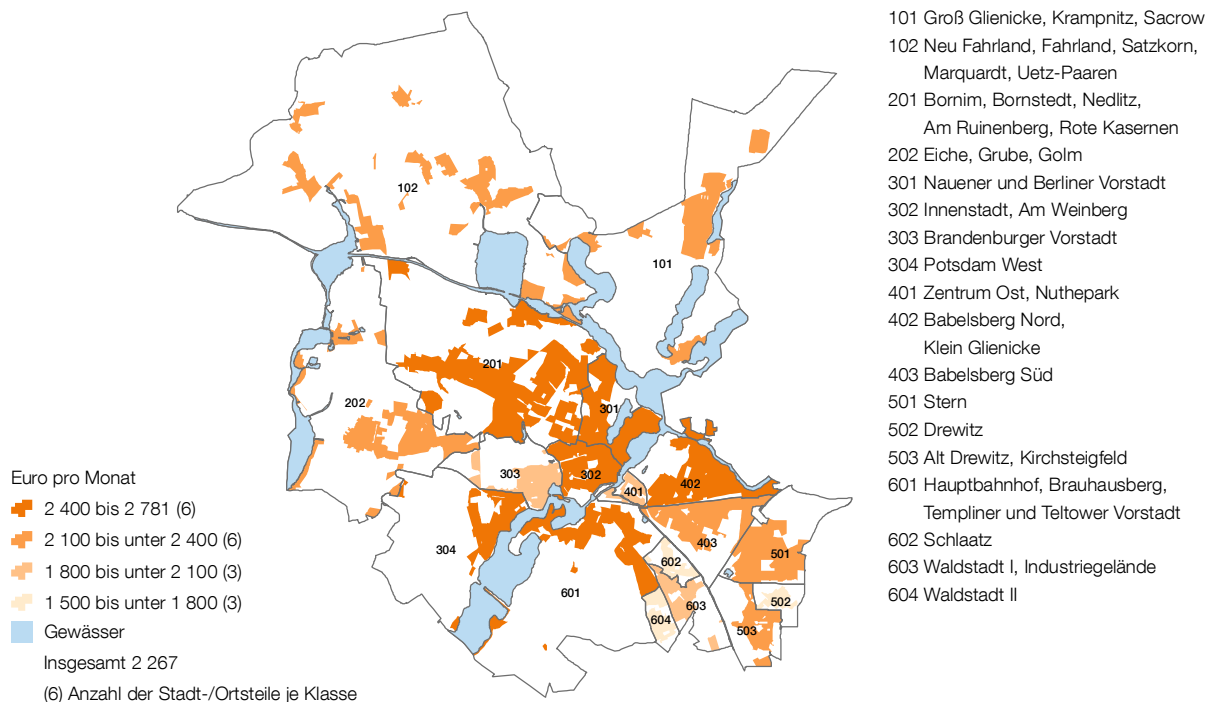 101 Groß Glienicke, Krampnitz, Sacrow
102 Neu Fahrland, Fahrland, Satzkorn,
Marquardt, Uetz-Paaren
201 Bornim, Bornstedt, Nedlitz,
Am Ruinenberg, Rote Kasernen
202 Eiche, Grube, Golm
301 Nauener und Berliner Vorstadt
302 Innenstadt, Am Weinberg
303 Brandenburger Vorstadt
304 Potsdam West
401 Zentrum Ost, Nuthepark
402 Babelsberg Nord,
Klein Glienicke
403 Babelsberg Süd
501 Stern
502 Drewitz
503 Alt Drewitz, Kirchsteigfeld
601 Hauptbahnhof, Brauhausberg,
Templiner und Teltower Vorstadt
602 Schlaatz
603 Waldstadt I, Industriegelände
604 Waldstadt II
102
101
201
202
301
303
302
401
402
304
403
501
602
601
502
603
604
503
Euro pro Monat
2 400 bis 2 781 (6)
2 100 bis unter 2 400 (6)
1 800 bis unter 2 100 (3)
1 500 bis unter 1 800 (3)
Gewässer
Insgesamt 2 267
(6) Anzahl der Stadt-/Ortsteile je Klasse